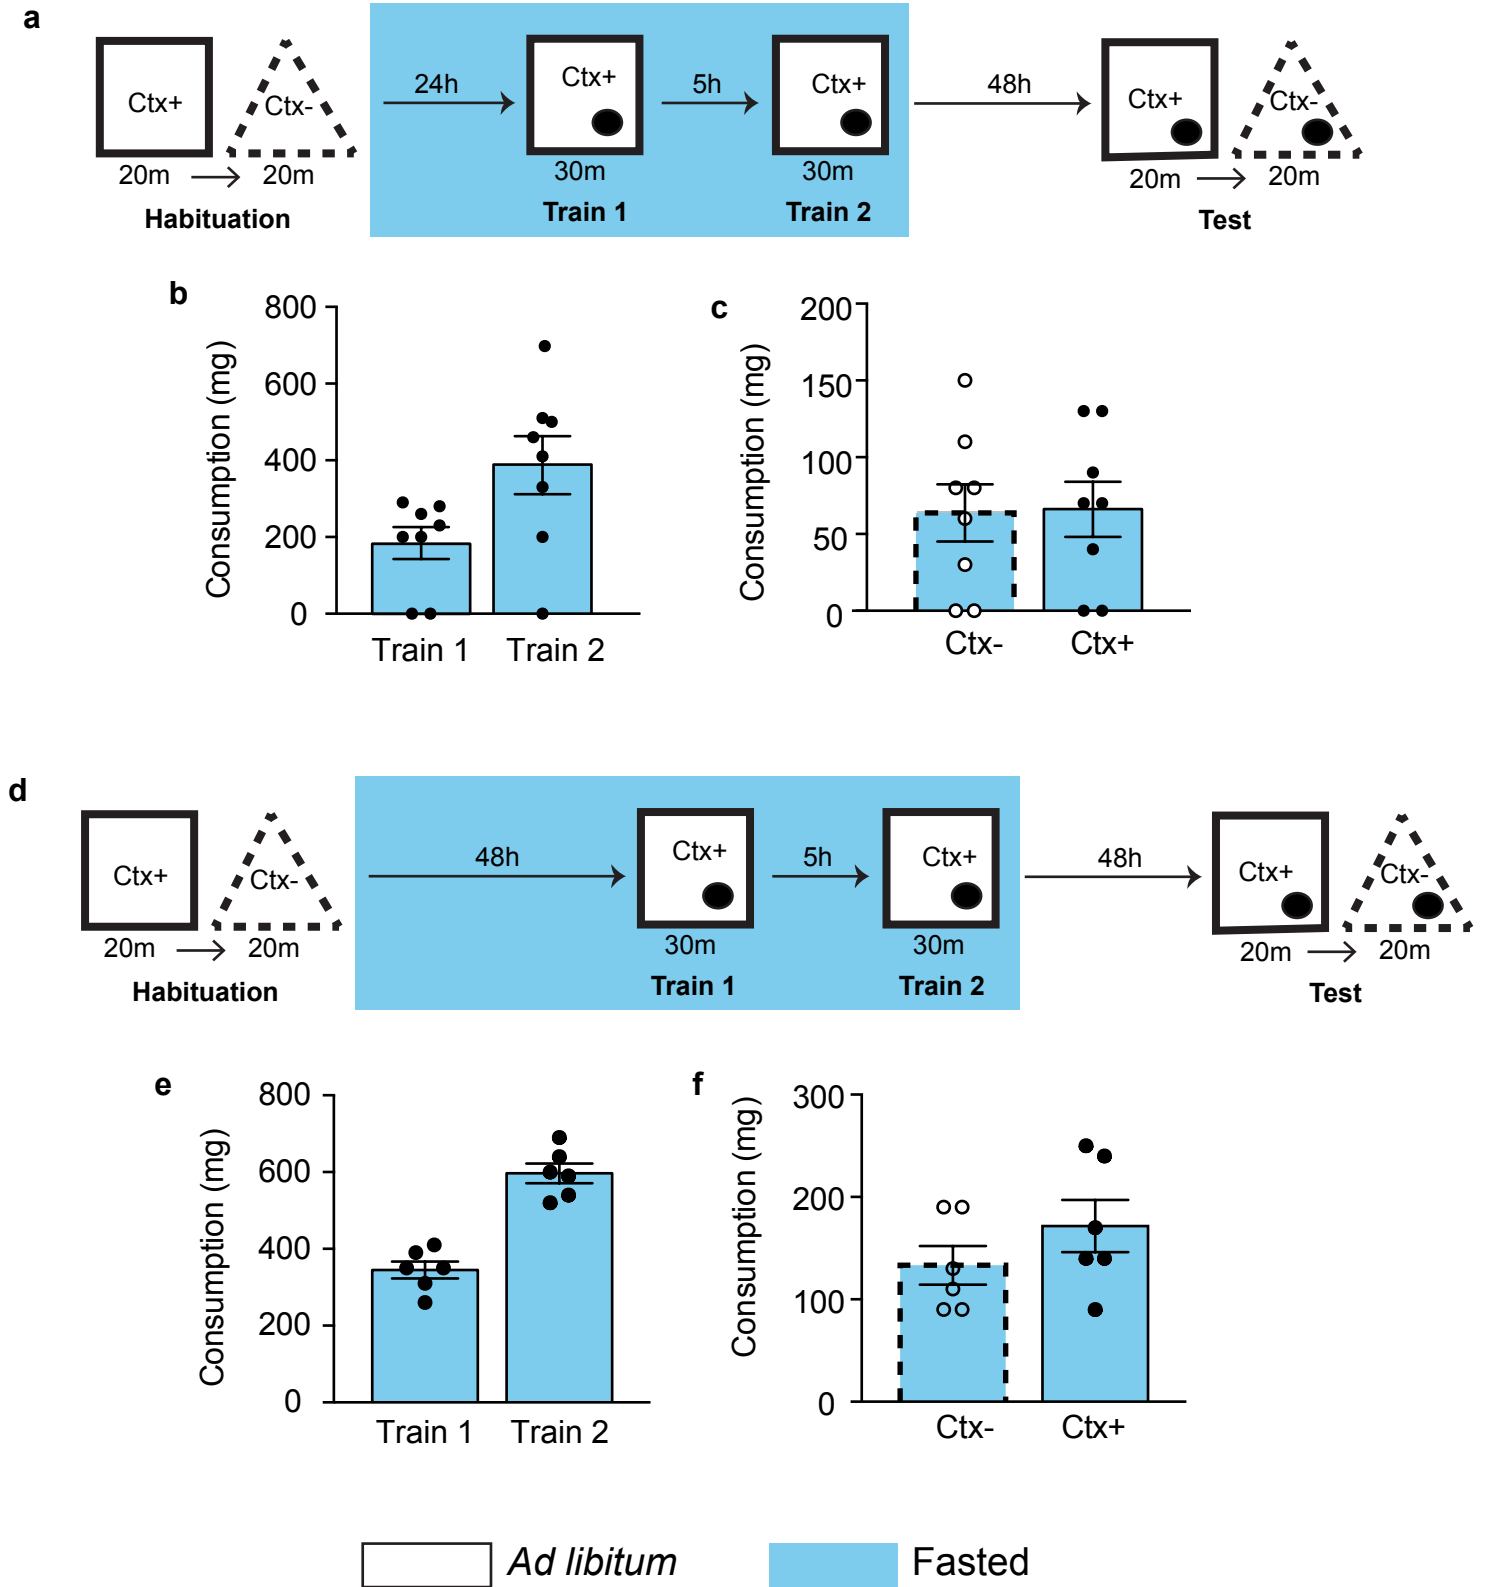 a
Ctx+ Ctx- 24h Ctx+ 5h Ctx+ 48h Ctx+ Ctx-
20m 20m 30m 30m 20m 20m
Habituation Train 1 Train 2 Test
b
Consumption (mg)
800
600
400
200
0
Train 1 Train 2
c
Consumption (mg)
200
150
100
50
0
Ctx- Ctx+
d
Ctx+ Ctx- 48h Ctx+ 5h Ctx+ 48h Ctx+ Ctx-
20m 20m 30m 30m 20m 20m
Habituation Train 1 Train 2 Test
e
Consumption (mg)
800
600
400
200
0
Train 1 Train 2
f
Consumption (mg)
300
200
100
0
Ctx- Ctx+
Ad libitum Fasted